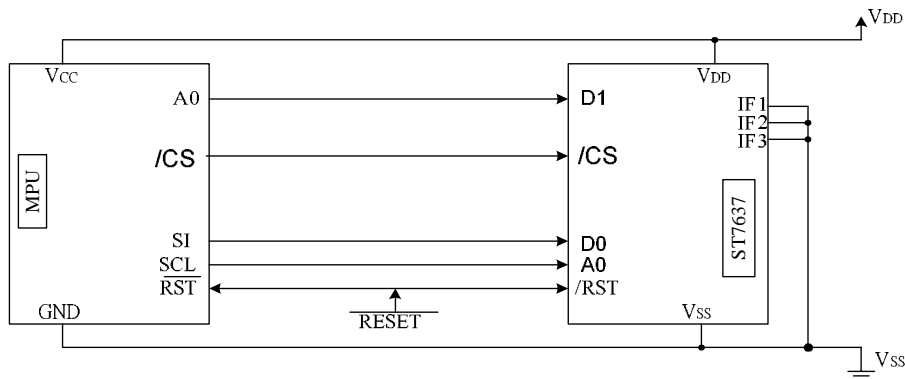 VDD
VCC
VDD
A0
D1
IF1
IF2
IF3
/CS
/CS
MPU
ST7637
SI
D0
SCL
A0
RST
/RST
GND
RESET
VSS
VSS